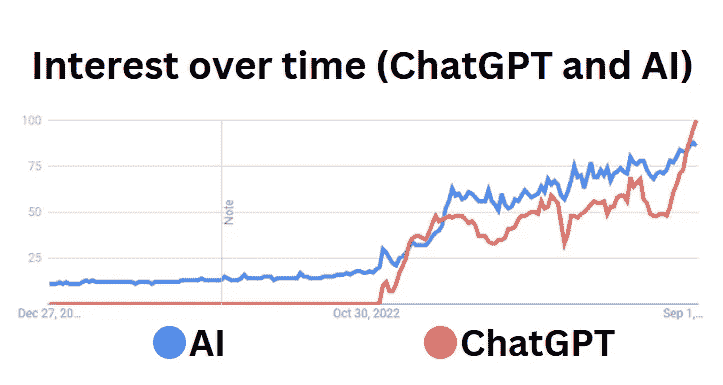 Interest over time (ChatGPT and AI)
100
75
50
25
Note
Dec 27, 20...
Oct 30, 2022
Sep 1,...
AI
ChatGPT